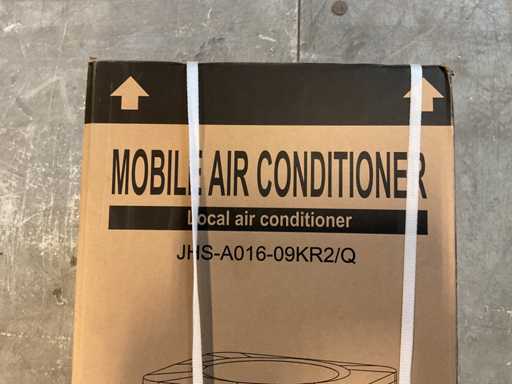 MOBILE AIR CONDITIONER
Local air conditioner
JHS-A016-09KR2/Q